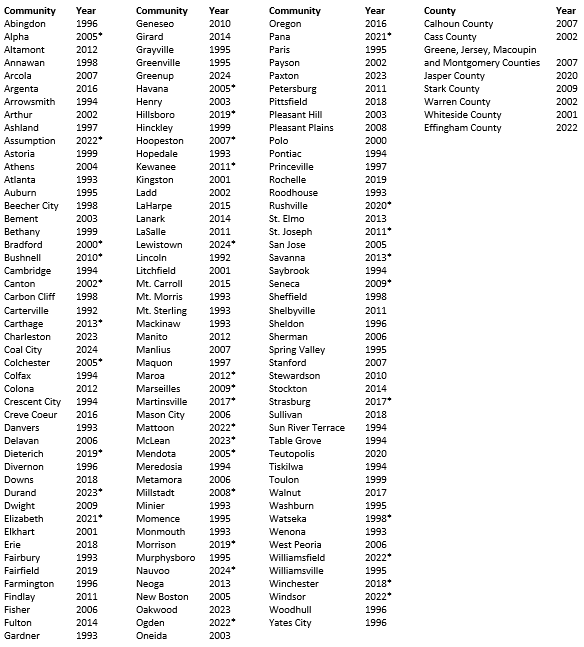 Community Year Community Year Community Year County Year
Abingdon 1996 Geneseo 2010 Oregon 2016 Calhoun County 2007
Alpha 2005* Girard 2014 Pana 2021* Cass County 2002
Altamont 2012 Grayville 1995 Paris 1995 Greene, Jersey, Macoupin
Annawan 1998 Greenville 1995 Payson 2002 and Montgomery Counties 2007
Arcola 2007 Greenup 2024 Paxton 2023 Jasper County 2020
Argenta 2016 Havana 2005* Petersburg 2011 Stark County 2009
Arrowsmith 1994 Henry 2003 Pittsfield 2018 Warren County 2002
Arthur 2002 Hillsboro 2019* Pleasant Hill 2003 Whiteside County 2001
Ashland 1997 Hinckley 1999 Pleasant Plains 2008 Effingham County 2022
Assumption 2022* Hoopeston 2007* Polo 2000
Astoria 1999 Hopedale 1993 Pontiac 1994
Athens 2004 Kewanee 2011* Princeville 1997
Atlanta 1993 Kingston 2001 Rochelle 2019
Auburn 1995 Ladd 2002 Roodhouse 1993
Beecher City 1998 LaHarpe 2015 Rushville 2020*
Bement 2003 Lanark 2014 St. Elmo 2013
Bethany 1999 LaSalle 2011 St. Joseph 2011*
Bradford 2000* Lewistown 2024* San Jose 2005
Bushnell 2010* Lincoln 1992 Savanna 2013*
Cambridge 1994 Litchfield 2001 Saybrook 1994
Canton 2002* Mt. Carroll 2015 Seneca 2009*
Carbon Cliff 1998 Mt. Morris 1993 Sheffield 1998
Carterville 1992 Mt. Sterling 1993 Shelbyville 2011
Carthage 2013* Mackinaw 1993 Sheldon 1996
Charleston 2023 Manito 2012 Sherman 2006
Coal City 2024 Manlius 2007 Spring Valley 1995
Colchester 2005* Maquon 1997 Stanford 2007
Colfax 1994 Maroa 2012* Stewardson 2010
Colona 2012 Marseilles 2009* Stockton 2014
Crescent City 1994 Martinsville 2017* Strasburg 2017*
Creve Coeur 2016 Mason City 2006 Sullivan 2018
Danvers 1993 Mattoon 2022* Sun River Terrace 1994
Delavan 2006 McLean 2023* Table Grove 1994
Dieterich 2019* Mendota 2005* Teutopolis 2020
Divernon 1996 Meredosia 1994 Tiskilwa 1994
Downs 2018 Metamora 2006 Toulon 1999
Durand 2023* Millstadt 2008* Walnut 2017
Dwight 2009 Minier 1993 Washburn 1995
Elizabeth 2021* Momence 1995 Watseka 1998*
Elkhart 2001 Monmouth 1993 Wenona 1993
Erie 2018 Morrison 2019* West Peoria 2006
Fairbury 1993 Murphysboro 1995 Williamsfield 2022*
Fairfield 2019 Nauvoo 2024* Williamsville 1995
Farmington 1996 Neoga 2013 Winchester 2018*
Findlay 2011 New Boston 2005 Windsor 2022*
Fisher 2006 Oakwood 2023 Woodhull 1996
Fulton 2014 Ogden 2022* Yates City 1996
Gardner 1993 Oneida 2003